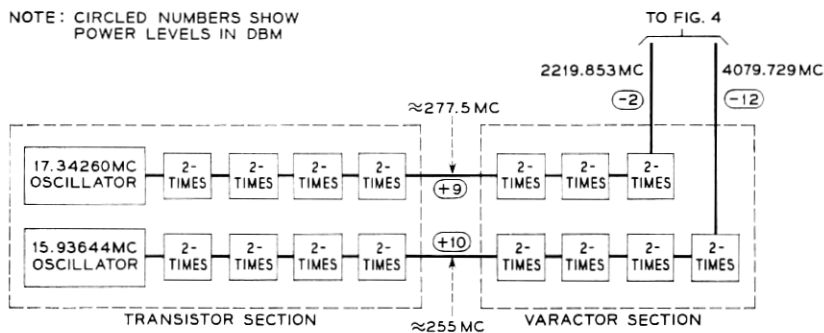 NOTE: CIRCLED NUMBERS SHOW
POWER LEVELS IN DBM
TO FIG. 4
2219.853MC
4079.729MC
-2
-12
≈277.5MC
17.34260MC
OSCILLATOR
2-
TIMES
2-
TIMES
2-
TIMES
2-
TIMES
+9
2-
TIMES
2-
TIMES
2-
TIMES
15.93644MC
OSCILLATOR
2-
TIMES
2-
TIMES
2-
TIMES
2-
TIMES
+10
2-
TIMES
2-
TIMES
2-
TIMES
2-
TIMES
TRANSISTOR SECTION
≈255 MC
VARACTOR SECTION